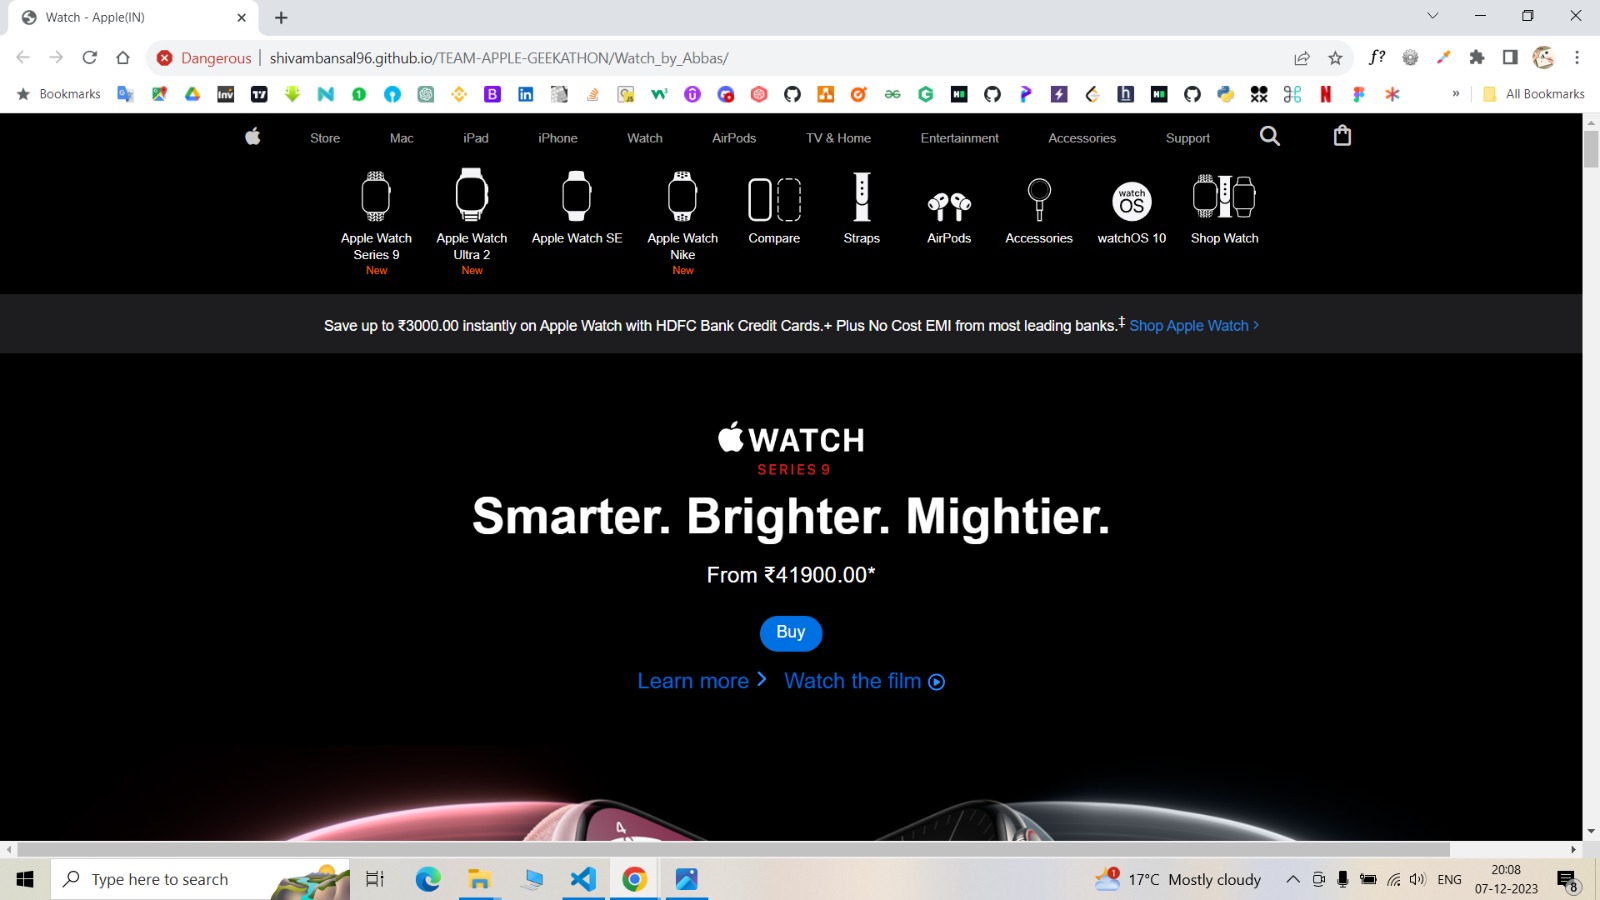 Watch - Apple(IN)
Dangerous
shivambansal96.github.io/TEAM-APPLE-GEEKATHON/Watch_by_Abbas/
f?
Bookmarks
All Bookmarks
Store
Mac
iPad
iPhone
Watch
AirPods
TV & Home
Entertainment
Accessories
Support
Apple Watch
Series 9
New
Apple Watch
Ultra 2
New
Apple Watch SE
Apple Watch
Nike
New
Compare
Straps
AirPods
Accessories
watch
OS
watchOS 10
Shop Watch
Save up to ₹3000.00 instantly on Apple Watch with HDFC Bank Credit Cards.+ Plus No Cost EMI from most leading banks.‡ Shop Apple Watch >
WATCH
SERIES 9
Smarter. Brighter. Mightier.
From ₹41900.00*
Buy
Learn more >
Watch the film
4
Type here to search
1
17°C Mostly cloudy
ENG
20:08
07-12-2023
8